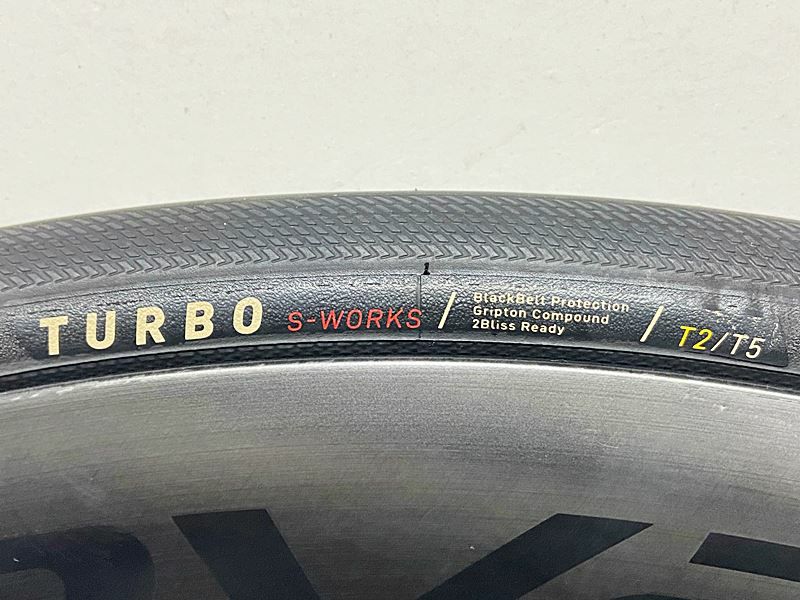 TURBO S-WORKS / BlackBelt Protection
Gripton Compound
2Bliss Ready / T2/T5